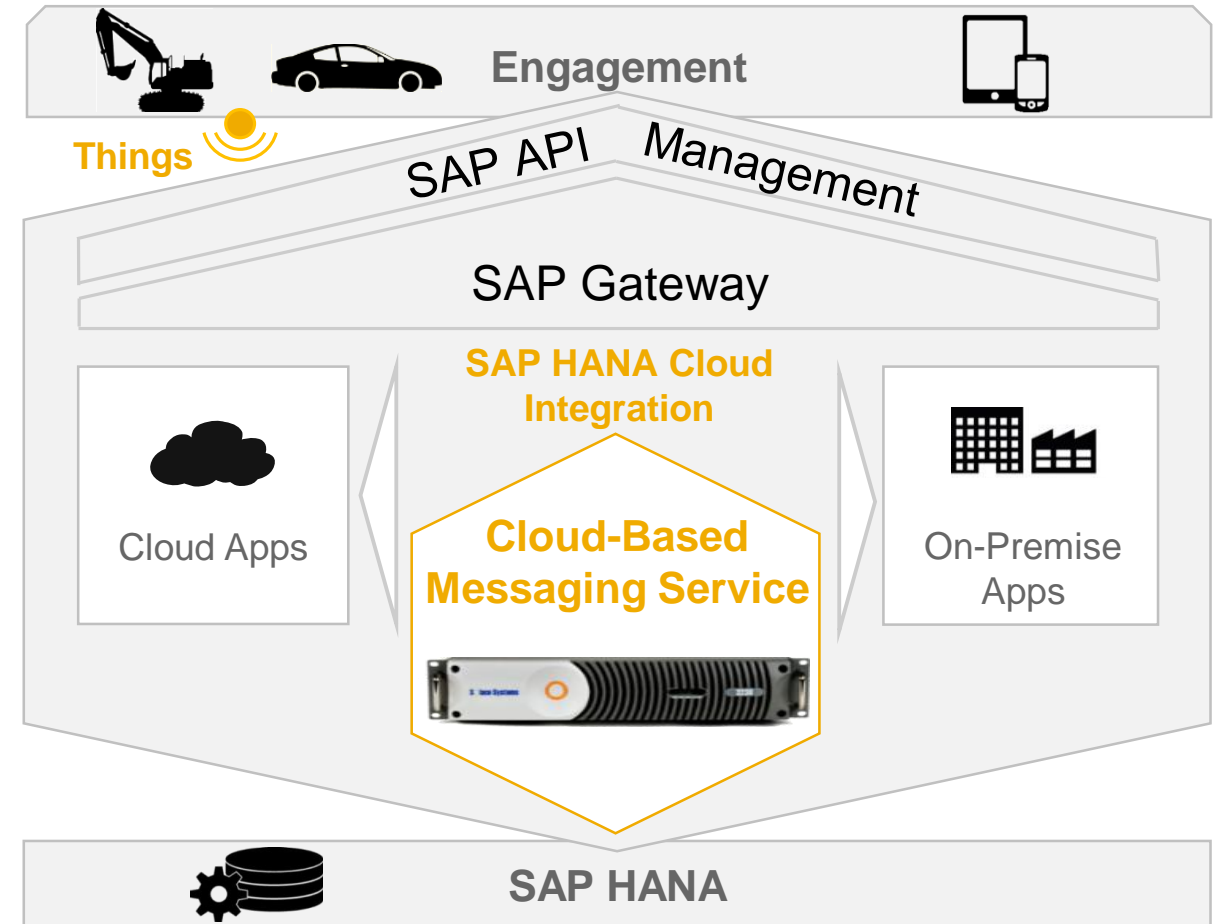 Engagement
Things
SAP API Management
SAP Gateway
SAP HANA Cloud
Integration
Cloud Apps
Cloud-Based
Messaging Service
On-Premise
Apps
Systems
SAP HANA